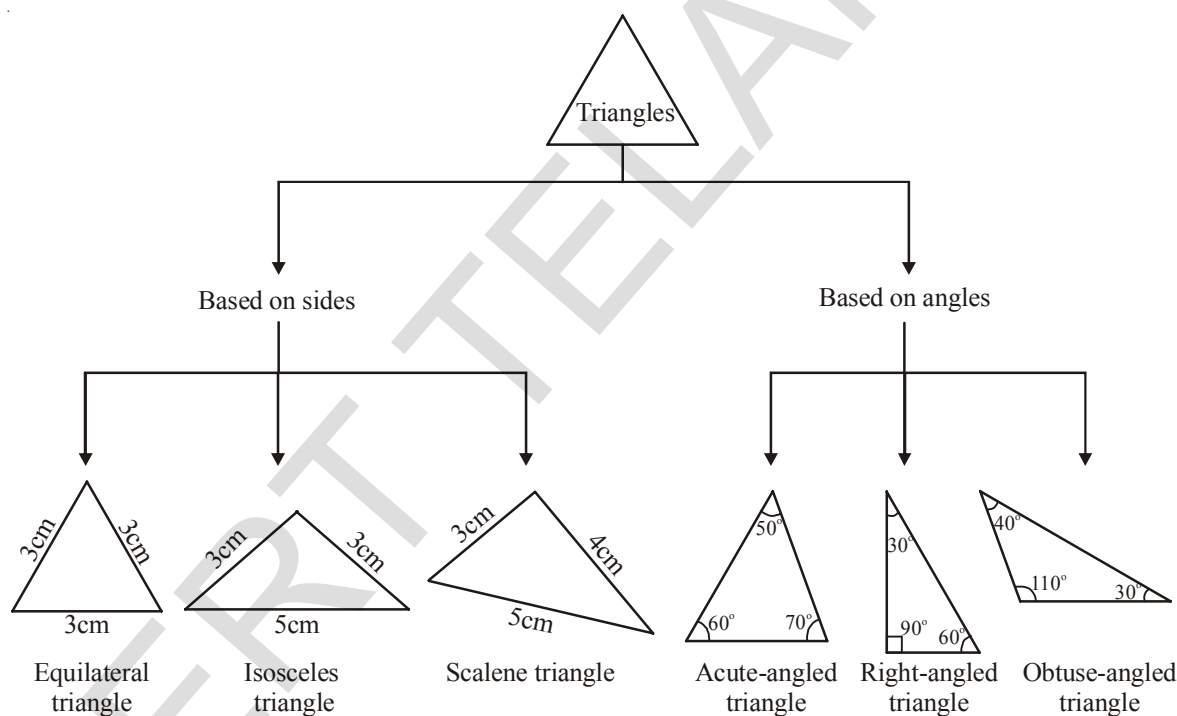 Triangles
Based on sides
Based on angles
3cm
3cm
3cm
3cm
3cm
5cm
3cm
4cm
5cm
50°
60°
70°
30°
90°
60°
40°
110°
30°
Equilateral
triangle
Isosceles
triangle
Scalene triangle
Acute-angled
triangle
Right-angled
triangle
Obtuse-angled
triangle
ERT TELA